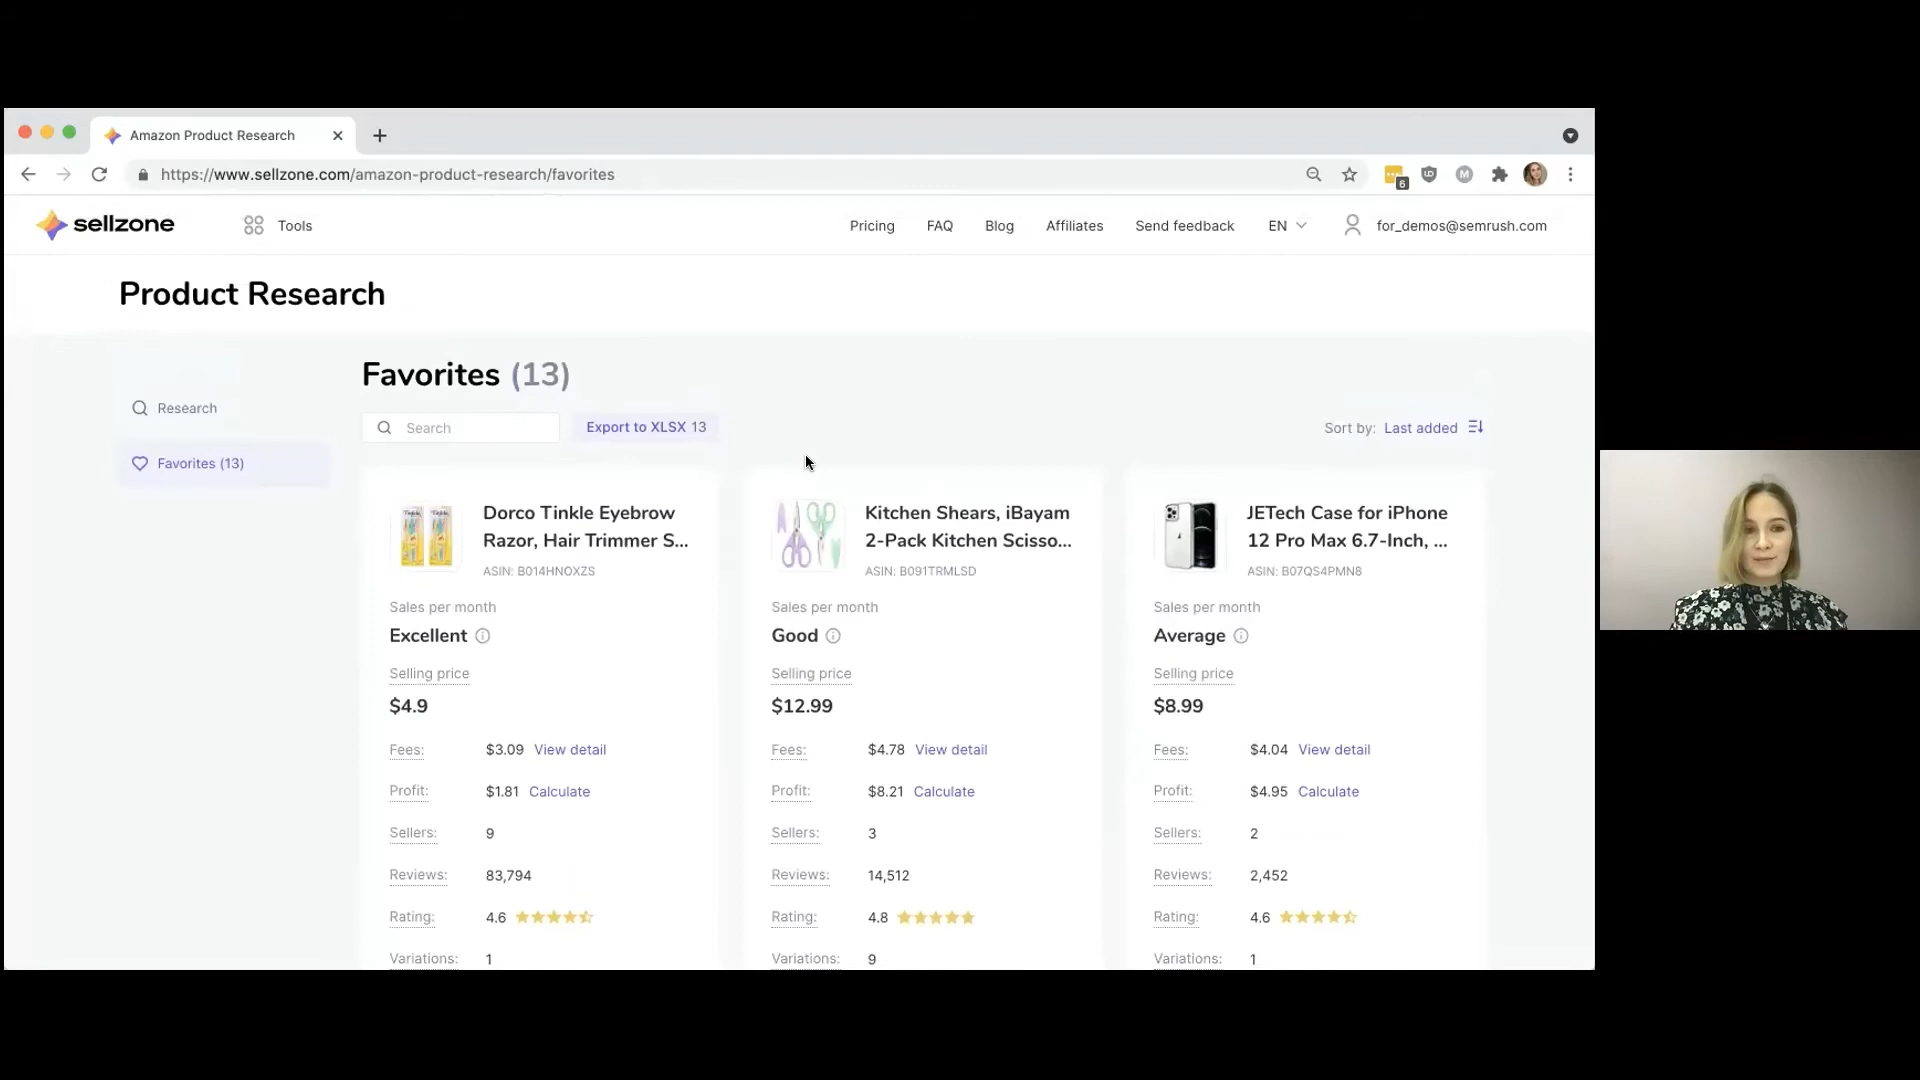 Amazon Product Research
https://www.sellzone.com/amazon-product-research/favorites
6
M
sellzone
Tools
Pricing
FAQ
Blog
Affiliates
Send feedback
EN
for_demos@semrush.com
Product Research
Research
Favorites (13)
Favorites (13)
Search
Export to XLSX 13
Sort by: Last added
Dorco Tinkle Eyebrow
Razor, Hair Trimmer S...
ASIN: B014HNOXZS
Sales per month
Excellent
Selling price
$4.9
Fees: $3.09 View detail
Profit: $1.81 Calculate
Sellers: 9
Reviews: 83,794
Rating: 4.6
Variations: 1
Kitchen Shears, iBayam
2-Pack Kitchen Scisso...
ASIN: B091TRMLSD
Sales per month
Good
Selling price
$12.99
Fees: $4.78 View detail
Profit: $8.21 Calculate
Sellers: 3
Reviews: 14,512
Rating: 4.8
Variations: 9
JETech Case for iPhone
12 Pro Max 6.7-Inch, ...
ASIN: B07QS4PMN8
Sales per month
Average
Selling price
$8.99
Fees: $4.04 View detail
Profit: $4.95 Calculate
Sellers: 2
Reviews: 2,452
Rating: 4.6
Variations: 1